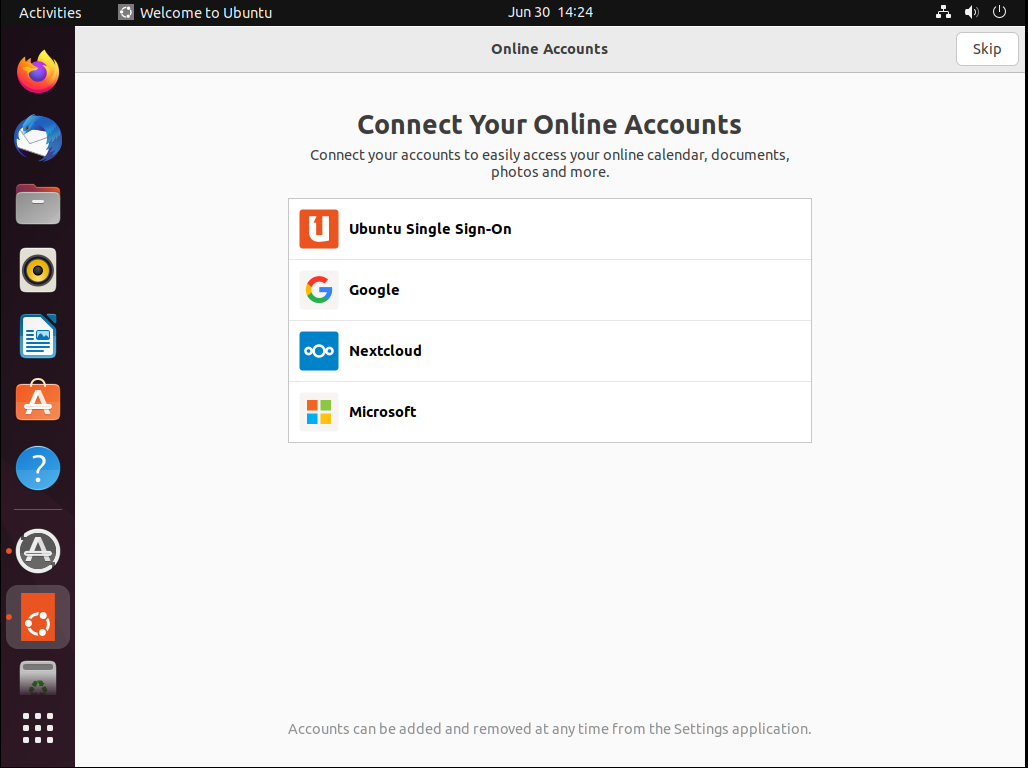 Activities
Welcome to Ubuntu
Jun 30 14:24
Online Accounts
Skip
Connect Your Online Accounts
Connect your accounts to easily access your online calendar, documents,
photos and more.
Ubuntu Single Sign-On
Google
Nextcloud
Microsoft
Accounts can be added and removed at any time from the Settings application.